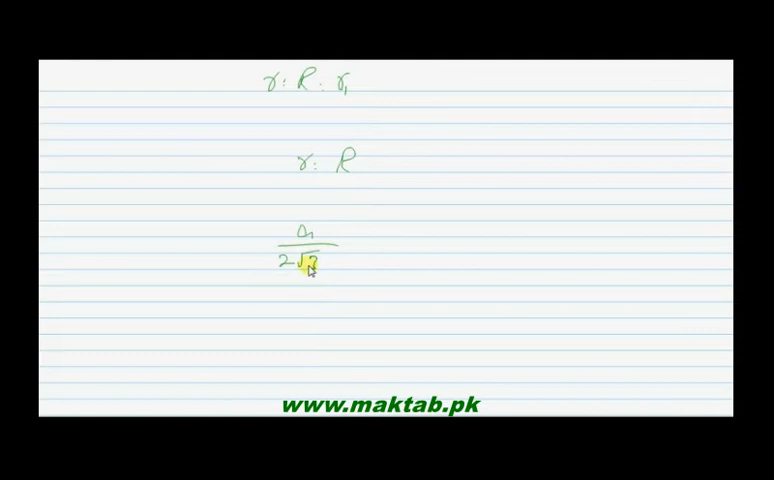 r : R : r₁
r : R
a
2√3
www.maktab.pk